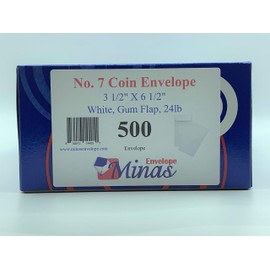 No. 7 Coin Envelope
3 1/2" X 6 1/2"
White, Gum Flap, 24lb
500
Envelope
Envelope
Minas